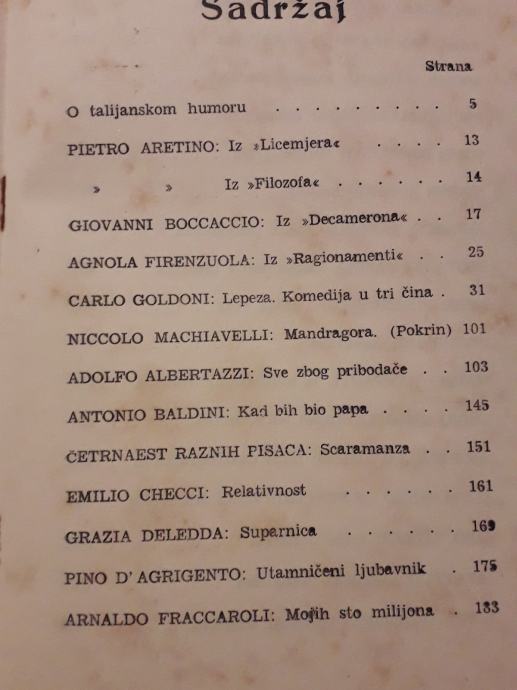 Sadržaj
Strana
O talijanskom humoru . . . . . . . . . 5
PIETRO ARETINO: Iz »Licemjera« . . . . 13
» » Iz »Filozofa« . . . . . . 14
GIOVANNI BOCCACCIO: Iz »Decamerona« . . 17
AGNOLA FIRENZUOLA: Iz »Ragionamenti« . . 25
CARLO GOLDONI: Lepeza. Komedija u tri čina . 31
NICCOLO MACHIAVELLI: Mandragora. (Pokrin) 101
ADOLFO ALBERTAZZI: Sve zbog pribodače . . 103
ANTONIO BALDINI: Kad bih bio papa . . . . 145
ČETRNAEST RAZNIH PISACA: Scaramanza . . 151
EMILIO CHECCI: Relativnost . . . . . . 161
GRAZIA DELEDDA: Suparnica . . . . . . 169
PINO D'AGRIGENTO: Utamničeni ljubavnik . 175
ARNALDO FRACCAROLI: Mojih sto milijona . 183